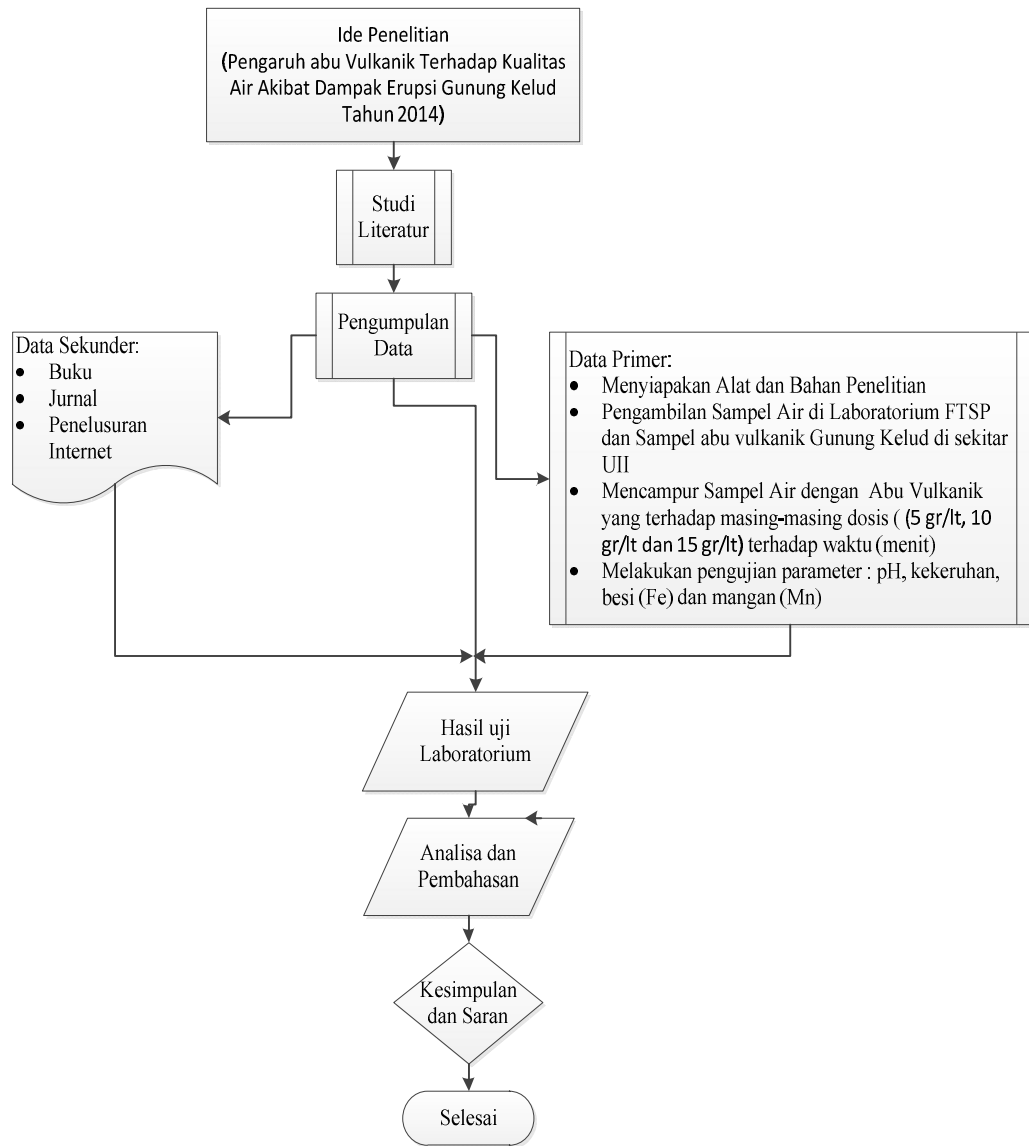 Ide Penelitian
(Pengaruh abu Vulkanik Terhadap Kualitas
Air Akibat Dampak Erupsi Gunung Kelud
Tahun 2014)
Studi
Literatur
Pengumpulan
Data
Data Sekunder:
• Buku
• Jurnal
• Penelusuran
Internet
Data Primer:
• Menyiapakan Alat dan Bahan Penelitian
• Pengambilan Sampel Air di Laboratorium FTSP
dan Sampel abu vulkanik Gunung Kelud di sekitar
UII
• Mencampur Sampel Air dengan Abu Vulkanik
yang terhadap masing-masing dosis ( (5 gr/lt, 10
gr/lt dan 15 gr/lt) terhadap waktu (menit)
• Melakukan pengujian parameter : pH, kekeruhan,
besi (Fe) dan mangan (Mn)
Hasil uji
Laboratorium
Analisa dan
Pembahasan
Kesimpulan
dan Saran
Selesai